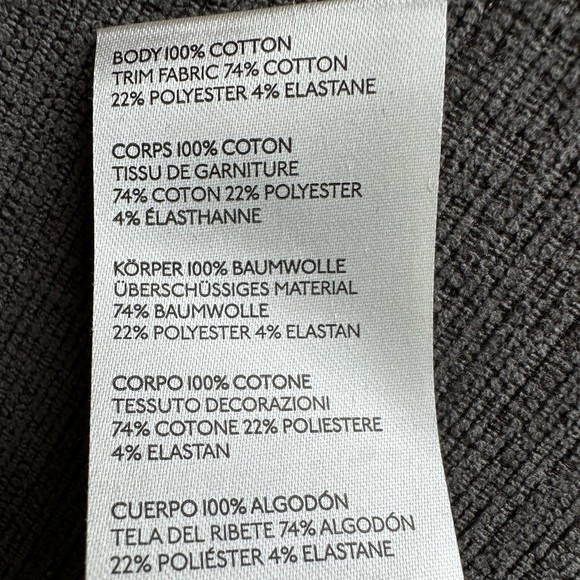 BODY 100% COTTON
TRIM FABRIC 74% COTTON
22% POLYESTER 4% ELASTANE
CORPS 100% COTON
TISSU DE GARNITURE
74% COTON 22% POLYESTER
4% ÉLASTHANNE
KÖRPER 100% BAUMWOLLE
ÜBERSCHÜSSIGES MATERIAL
74% BAUMWOLLE
22% POLYESTER 4% ELASTAN
CORPO 100% COTONE
TESSUTO DECORAZIONI
74% COTONE 22% POLIESTERE
4% ELASTAN
CUERPO 100% ALGODÓN
TELA DEL RIBETE 74% ALGODÓN
22% POLIÉSTER 4% ELASTANE